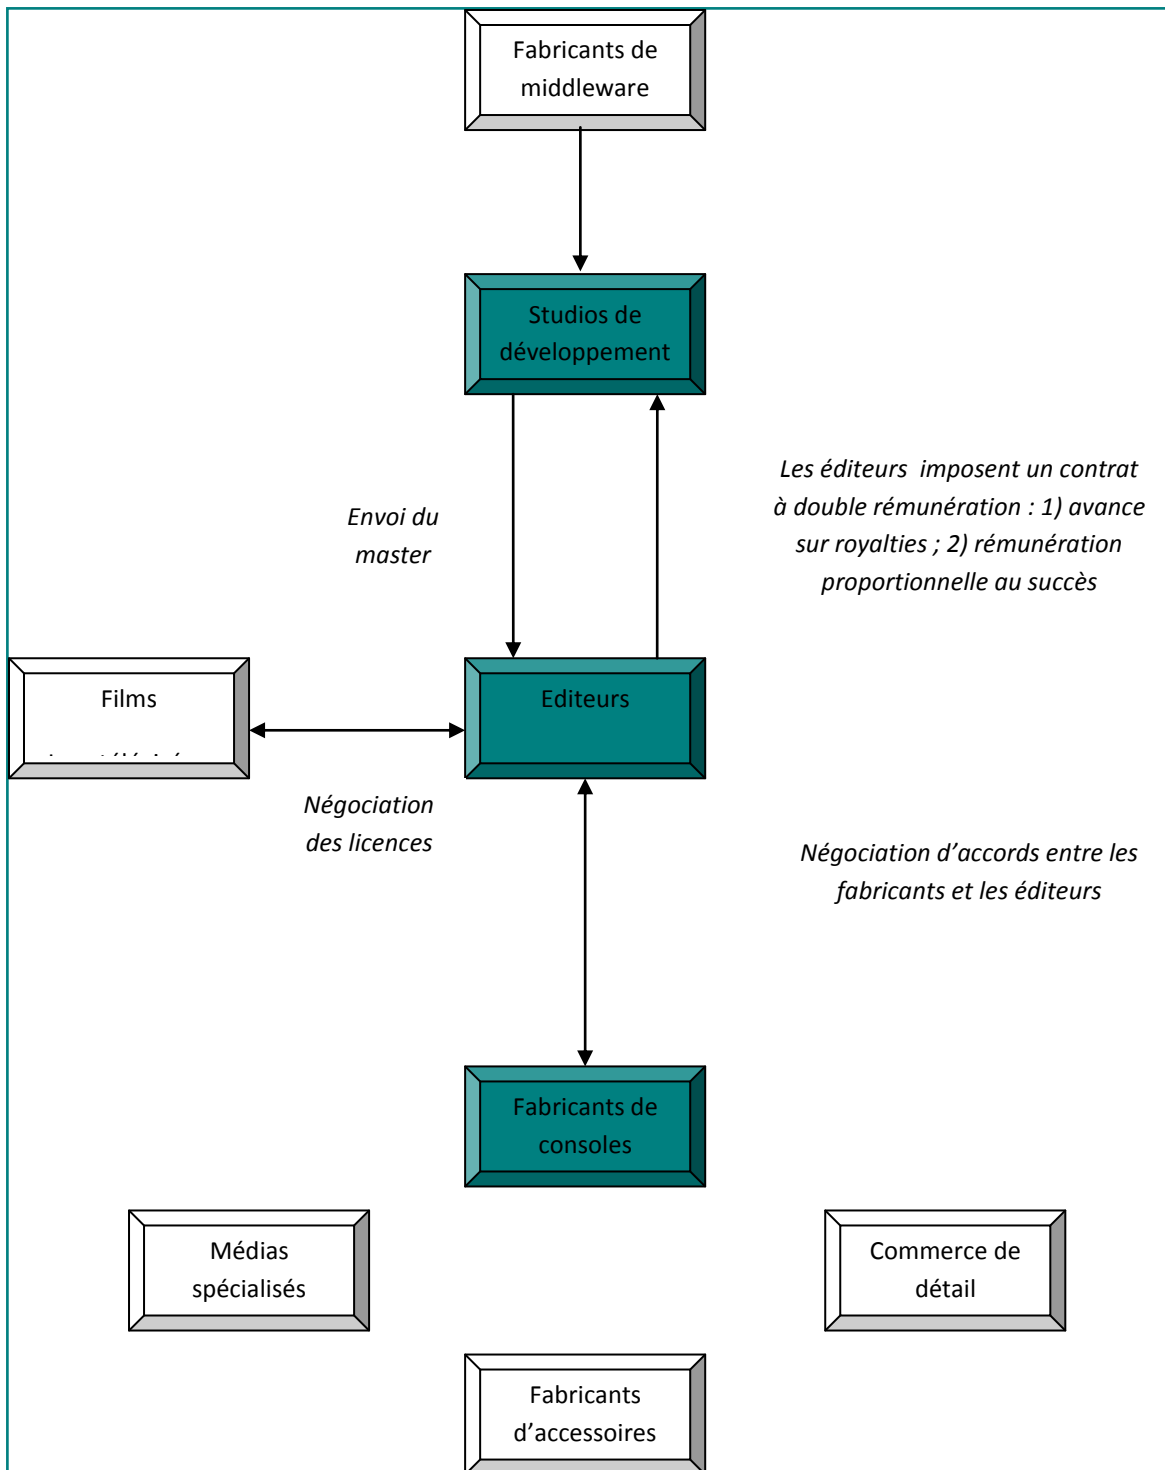 Fabricants de
middleware
Studios de
développement
Les éditeurs imposent un contrat
à double rémunération : 1) avance
sur royalties ; 2) rémunération
proportionnelle au succès
Envoi du
master
Films
Editeurs
Négociation
des licences
Négociation d’accords entre les
fabricants et les éditeurs
Fabricants de
consoles
Médias
spécialisés
Commerce de
détail
Fabricants
d’accessoires